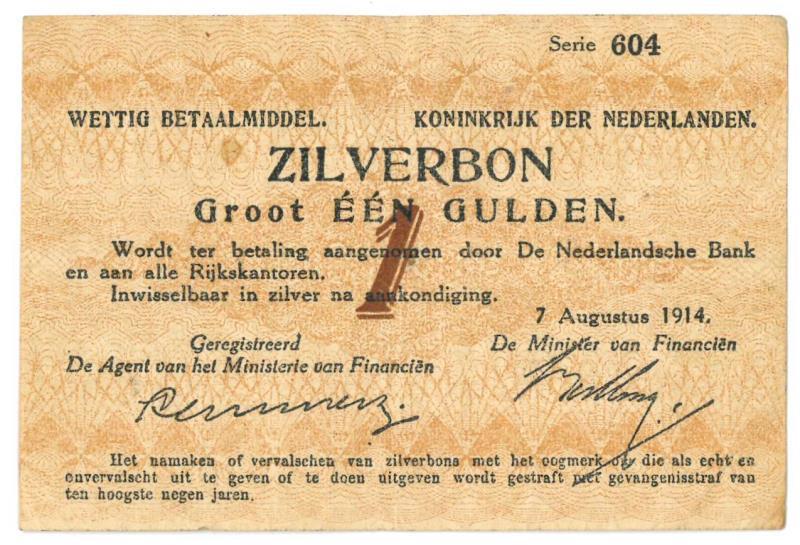 Serie 604
WETTIG BETAALMIDDEL. KONINKRIJK DER NEDERLANDEN.
ZILVERBON
Groot ÉÉN GULDEN.
1
Wordt ter betaling aangenomen door De Nederlandsche Bank
en aan alle Rijkskantoren.
Inwisselbaar in zilver na aankondiging.
7 Augustus 1914.
Geregistreerd De Minister van Financiën
De Agent van het Ministerie van Financiën
Het namaken of vervalschen van zilverbons met het oogmerk om die als echt en
onvervalscht uit te geven of te doen uitgeven wordt gestraft met gevangenisstraf van
ten hoogste negen jaren.